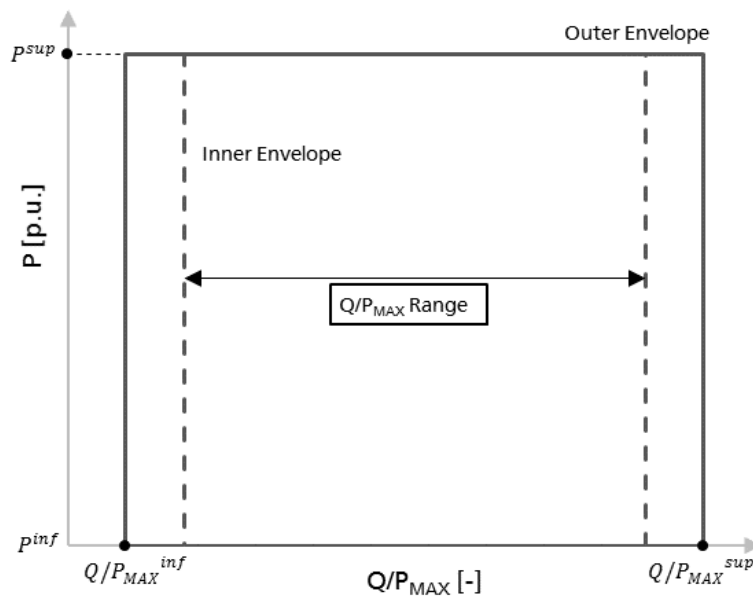 Outer Envelope
P^sup
Inner Envelope
P [p.u.]
Q/P_MAX Range
P^inf
Q/P_MAX^inf
Q/P_MAX [-]
Q/P_MAX^sup